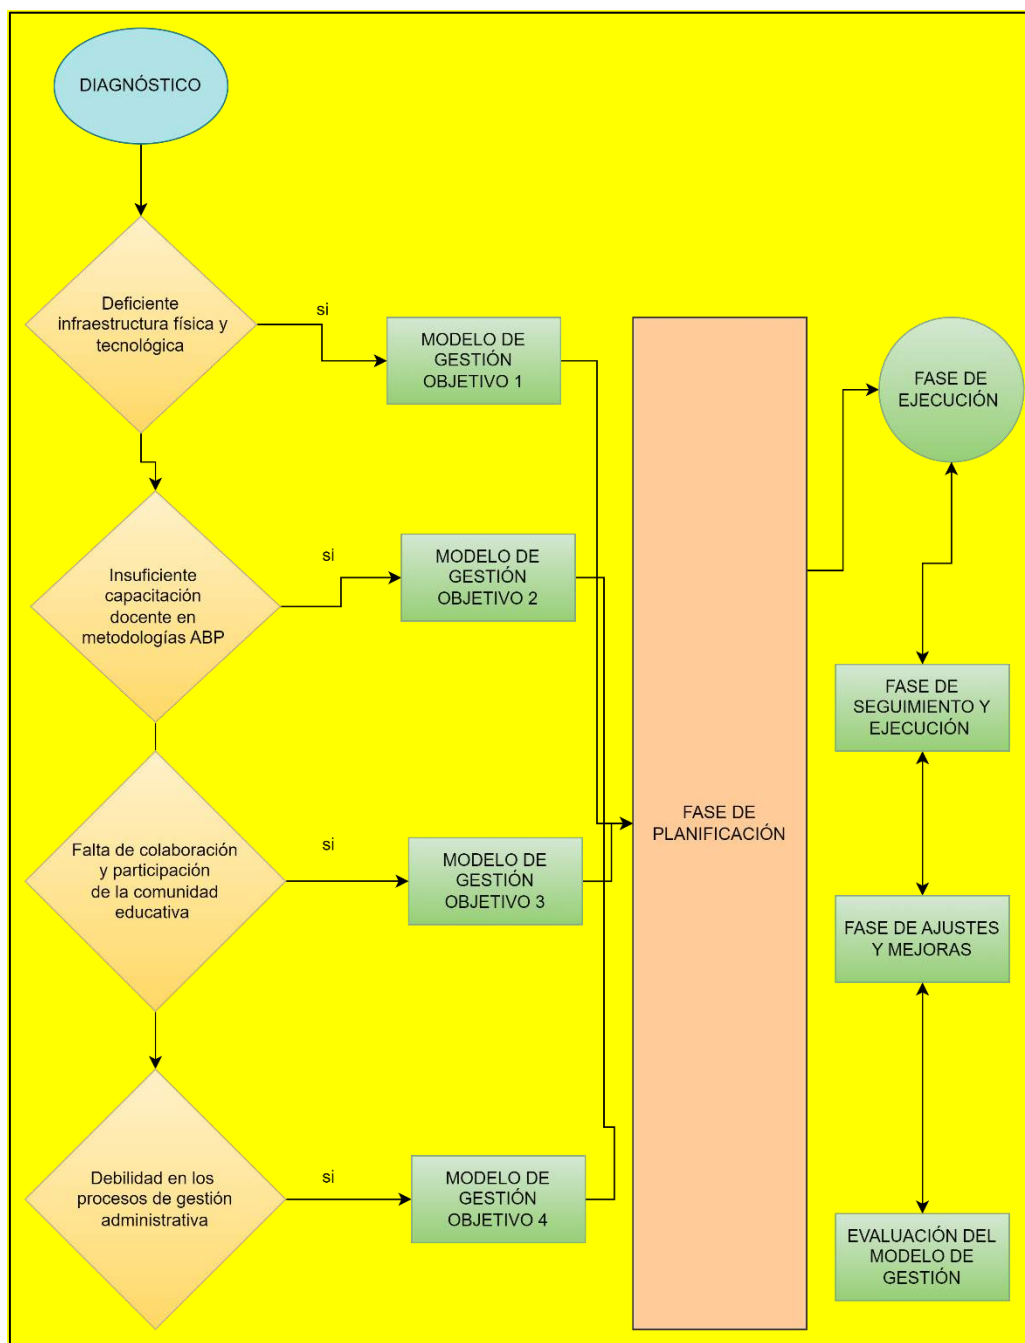 DIAGNÓSTICO
Deficiente
infraestructura física y
tecnológica
si
MODELO DE
GESTIÓN
OBJETIVO 1
Insuficiente
capacitación
docente en
metodologías ABP
si
MODELO DE
GESTIÓN
OBJETIVO 2
Falta de colaboración
y participación
de la comunidad
educativa
si
MODELO DE
GESTIÓN
OBJETIVO 3
Debilidad en los
procesos de gestión
administrativa
si
MODELO DE
GESTIÓN
OBJETIVO 4
FASE DE
PLANIFICACIÓN
FASE DE
EJECUCIÓN
FASE DE
SEGUIMIENTO Y
EJECUCIÓN
FASE DE AJUSTES
Y MEJORAS
EVALUACIÓN DEL
MODELO DE
GESTIÓN